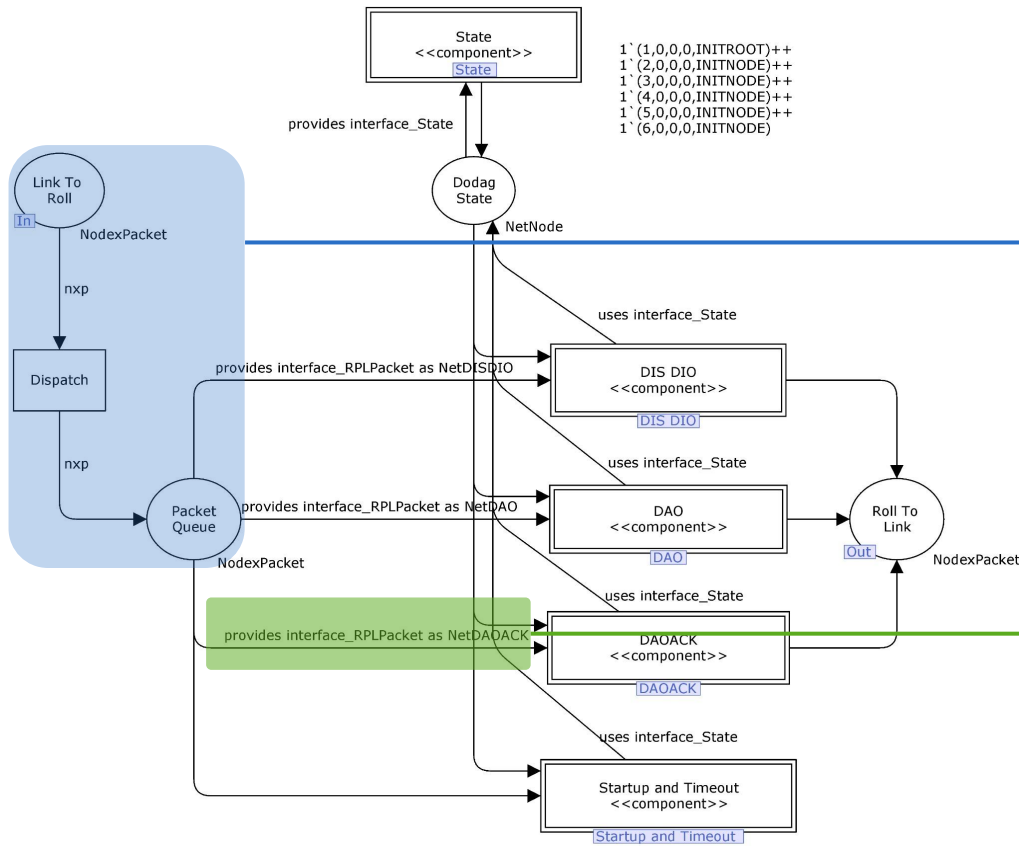 State
<<component>>
State
1`(1,0,0,0,INITROOT)++
1`(2,0,0,0,INITNODE)++
1`(3,0,0,0,INITNODE)++
1`(4,0,0,0,INITNODE)++
1`(5,0,0,0,INITNODE)++
1`(6,0,0,0,INITNODE)
provides interface_State
Link To
Roll
In
NodexPacket
Dodag
State
NetNode
nxp
uses interface_State
Dispatch
provides interface_RPLPacket as NetDISDIO
DIS DIO
<<component>>
DIS DIO
nxp
uses interface_State
Packet
Queue
provides interface_RPLPacket as NetDAO
DAO
<<component>>
DAO
Roll To
Link
Out
NodexPacket
NodexPacket
uses interface_State
provides interface_RPLPacket as NetDAOACK
DAOACK
<<component>>
DAOACK
uses interface_State
Startup and Timeout
<<component>>
Startup and Timeout